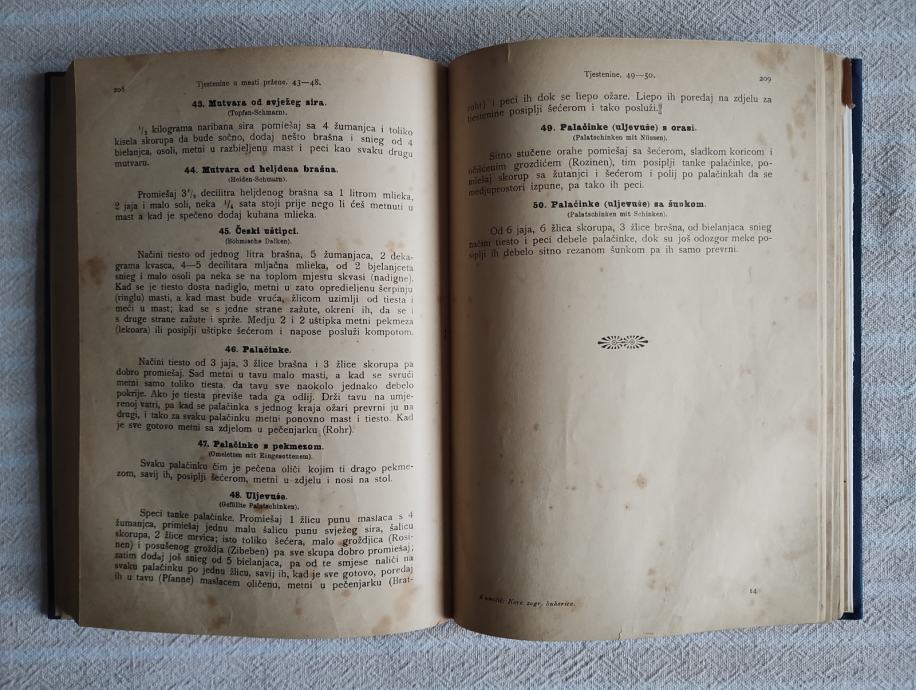 208
Tjestenine u masti pržene. 43—48.
43. Mutvara od svježeg sira.
(Topfen-Schmarn).
½ kilograma naribana sira pomiešaj sa 4 žumanjca i toliko
kisela skorupa da bude sočno, dodaj nešto brašna i snieg od 4
bielanjca, osoli, metni u razbieljenu mast i peci kao svaku drugu
mutvaru.
44. Mutvara od heljdena brašna.
(Heiden-Schmarn).
Promiešaj 3½ decilitra heljdenog brašna sa 1 litrom mlieka,
2 jaja i malo soli, neka ¾ sata stoji prije nego li ćeš metnuti u
mast a kad je spečeno dodaj kuhana mlieka.
45. Česki uštipci.
(Böhmische Dalken).
Načini tiesto od jednog litra brašna, 5 žumanjaca, 2 deka-
grama kvasca, 4—5 decilitara mljačna mlieka, od 2 bjelanjceta
snieg i malo osoli pa neka se na toplom mjestu skvasi (nadigne).
Kad se je tiesto dosta nadiglo, metni u zato opredieljenu šerpinju
(ringlu) masti, a kad mast bude vruća, žlicom uzimlji od tiesta i
meći u mast; kad se s jedne strane zažute, okreni ih, da se i
s druge strane zažute i sprže. Medju 2 i 2 uštipka metni pekmeza
(lekvara) ili posiplji uštipke šećerom i napose posluži kompotom.
46. Palačinke.
Načini tiesto od 3 jaja, 3 žlice brašna i 3 žlice skorupa pa
dobro promiešaj. Sad metni u tavu malo masti, a kad se svrući
metni samo toliko tiesta, da tavu sve naokolo jednako debelo
pokrije. Ako je tiesta previše tada ga odlij. Drži tavu na umje-
renoj vatri, pa kad se palačinka s jednog kraja ožari prevrni ju na
drugi, i tako za svaku palačinku metni ponovno mast i tiesto. Kad
je sve gotovo metni sa zdjelom u pečenjarku (Rohr).
47. Palačinke s pekmezom.
(Omeletten mit Eingesottenem).
Svaku palačinku čim je pečena oliči kojim ti drago pekme-
zom, savij ih, posiplji šećerom, metni u zdjelu i nosi na stol.
48. Uljevuše.
(Gefüllte Palatschinken).
Speci tanke palačinke. Promiešaj 1 žlicu punu maslaca s 4
žumanjca, primiešaj jednu malu šalicu punu svježeg sira, šalicu
skorupa, 2 žlice mrvica; isto toliko šećera, malo groždjica (Rosi-
nen) i posušenog groždja (Zibeben) pa sve skupa dobro promiešaj;
zatim dodaj još snieg od 5 bielanjaca, pa od te smjese naliči na
svaku palačinku po jednu žlicu, savij ih, kad je sve gotovo, poredaj
ih u tavu (Pfanne) maslacem oličenu, metni u pečenjarku (Brat-
Tjestenine, 49—50.
209
rohr) i peci ih dok se liepo ožare. Liepo ih poredaj na zdjelu za
tiestenine posiplji šećerom i tako posluži.
49. Palačinke (uljevuše) s orasi.
(Palatschinken mit Nüssen).
Sitno stučene orahe pomiešaj sa šećerom, sladkom koricom i
očišćenim grozdićem (Rozinen), tim posiplji tanke palačinke, po-
miešaj skorup sa žutanjci i šećerom i polij po palačinkah da se
medjuprostori izpune, pa tako ih peci.
50. Palačinke (uljevuše) sa šunkom.
(Palatschinken mit Schinken).
Od 6 jaja, 6 žlica skorupa, 3 žlice brašna, od bielanjca snieg
načini tiesto i peci debele palačinke, dok su još odozgor meke po-
siplji ih debelo sitno rezanom šunkom pa ih samo prevrni.
Nova zagr. kuharica.
14